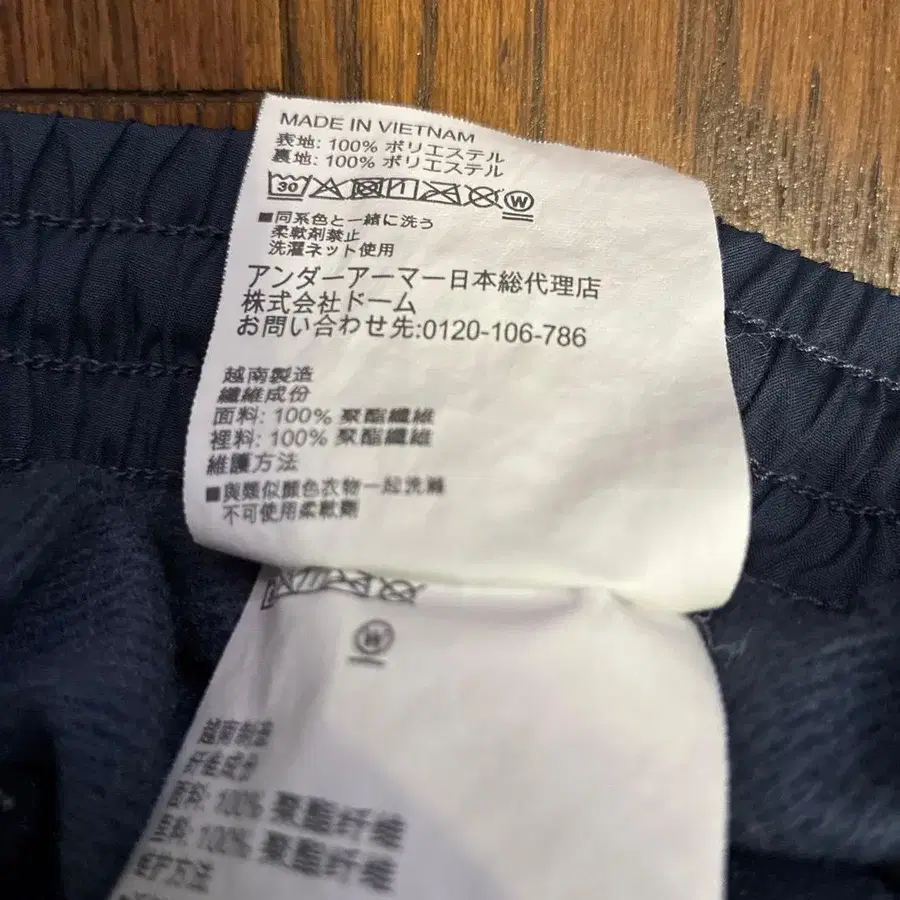 MADE IN VIETNAM
表地: 100% ポリエステル
裏地: 100% ポリエステル
30 W
■同系色と一緒に洗う
柔軟剤禁止
洗濯ネット使用
アンダーアーマー日本総代理店
株式会社ドーム
お問い合わせ先:0120-106-786
越南製造
纖維成份
面料: 100% 聚酯纖維
裡料: 100% 聚酯纖維
維護方法
■與類似顏色衣物一起洗滌
不可使用柔軟劑
W
越南制造
纤维成份
面料: 100% 聚酯纤维
里料: 100% 聚酯纤维
维护方法